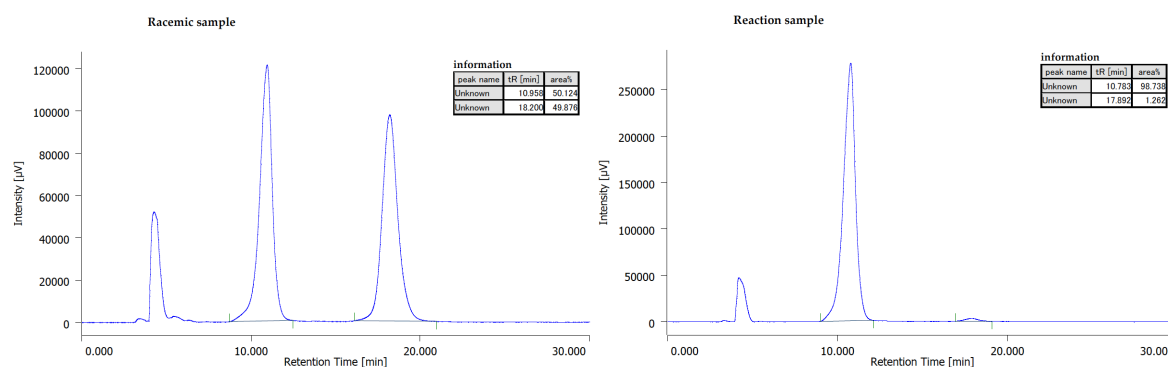 Racemic sample
information
peak name tR [min] area%
Unknown 10.958 50.124
Unknown 18.200 49.876
120000
100000
80000
60000
40000
20000
0
Intensity [µV]
0.000 10.000 20.000 30.000
Retention Time [min]
Reaction sample
information
peak name tR [min] area%
Unknown 10.783 98.738
Unknown 17.892 1.262
250000
200000
150000
100000
50000
0
Intensity [µV]
0.000 10.000 20.000 30.000
Retention Time [min]